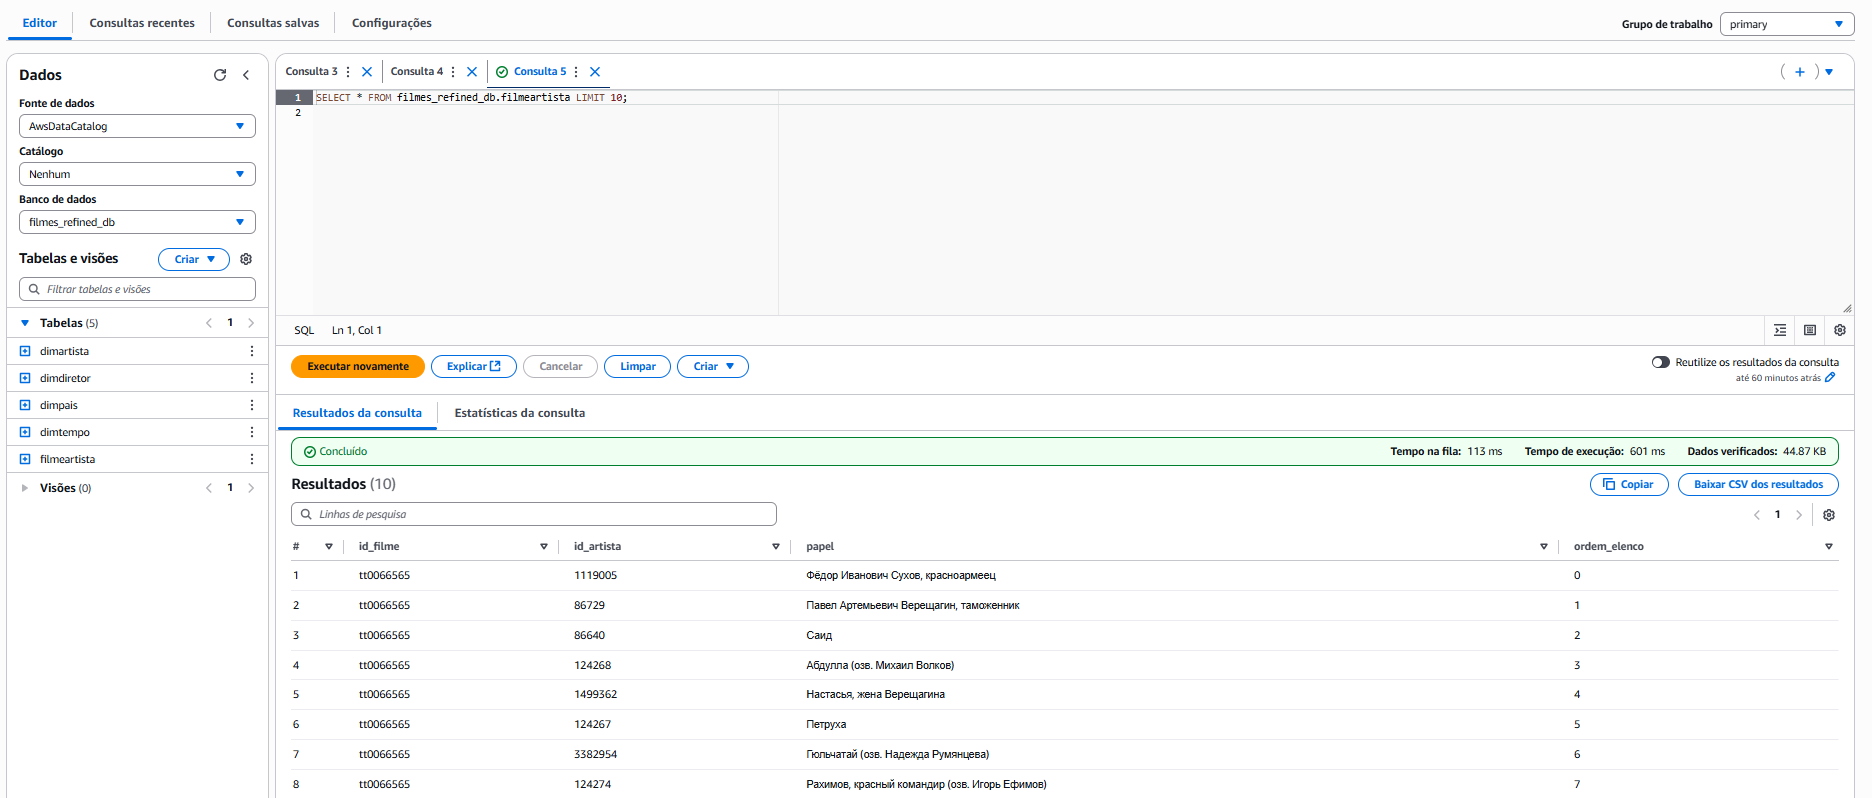 Editor Consultas recentes Consultas salvas Configurações Grupo de trabalho primary
Dados
Fonte de dados
AwsDataCatalog
Catálogo
Nenhum
Banco de dados
filmes_refined_db
Tabelas e visões Criar
Filtrar tabelas e visões
Tabelas (5) 1
dimartista
dimdiretor
dimpais
dimtempo
filmeartista
Visões (0) 1
Consulta 3 Consulta 4 Consulta 5
1 SELECT * FROM filmes_refined_db.filmeartista LIMIT 10;
2
SQL Ln 1, Col 1
Executar novamente Explicar Cancelar Limpar Criar Reutilize os resultados da consulta
até 60 minutos atrás
Resultados da consulta Estatísticas da consulta
Concluído Tempo na fila: 113 ms Tempo de execução: 601 ms Dados verificados: 44.87 KB
Resultados (10) Copiar Baixar CSV dos resultados
Linhas de pesquisa 1
# id_filme id_artista papel ordem_elenco
1 tt0066565 1119005 Фёдор Иванович Сухов, красноармеец 0
2 tt0066565 86729 Павел Артемьевич Верещагин, таможенник 1
3 tt0066565 86640 Саид 2
4 tt0066565 124268 Абдулла (озв. Михаил Волков) 3
5 tt0066565 1499362 Настасья, жена Верещагина 4
6 tt0066565 124267 Петруха 5
7 tt0066565 3382954 Гюльчатай (озв. Надежда Румянцева) 6
8 tt0066565 124274 Рахимов, красный командир (озв. Игорь Ефимов) 7